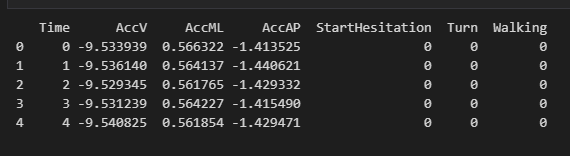 Time AccV AccML AccAP StartHesitation Turn Walking
0 0 -9.533939 0.566322 -1.413525 0 0 0
1 1 -9.536140 0.564137 -1.440621 0 0 0
2 2 -9.529345 0.561765 -1.429332 0 0 0
3 3 -9.531239 0.564227 -1.415490 0 0 0
4 4 -9.540825 0.561854 -1.429471 0 0 0